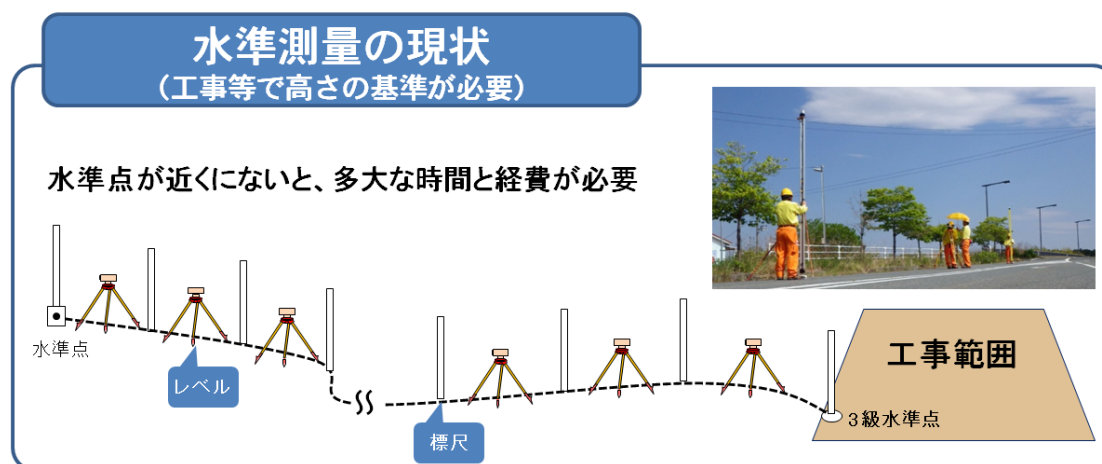 水準測量の現状
（工事等で高さの基準が必要）
水準点が近くにないと、多大な時間と経費が必要
水準点
レベル
標尺
工事範囲
３級水準点